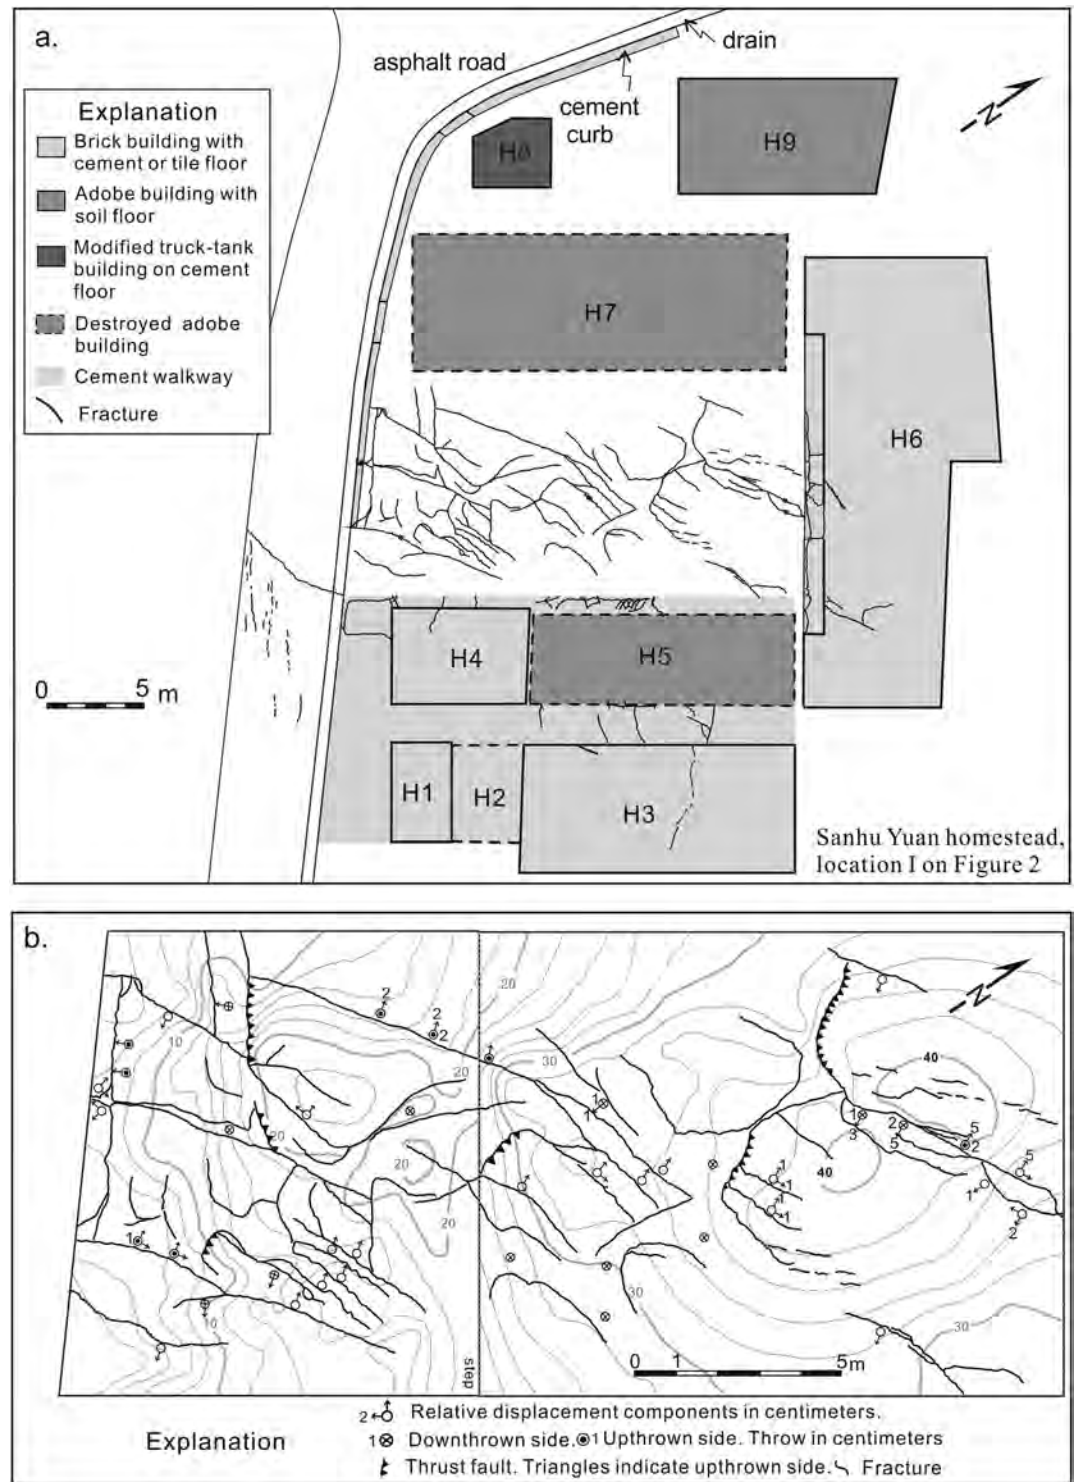 a.
asphalt road
drain
cement
curb
N
Explanation
Brick building with
cement or tile floor
Adobe building with
soil floor
Modified truck-tank
building on cement
floor
Destroyed adobe
building
Cement walkway
Fracture
H9
H7
H6
H4
H5
H1
H2
H3
0 5 m
Sanhu Yuan homestead,
location I on Figure 2
b.
N
20
2
2
2
10
30
20
40
1
1
1
2
3
5
5
2
5
20
20
20
40
1
1
1
1
1
2
1
10
30
30
step
0 1 5m
Explanation
2 Relative displacement components in centimeters.
1 Downthrown side. 1 Upthrown side. Throw in centimeters
Thrust fault. Triangles indicate upthrown side. Fracture